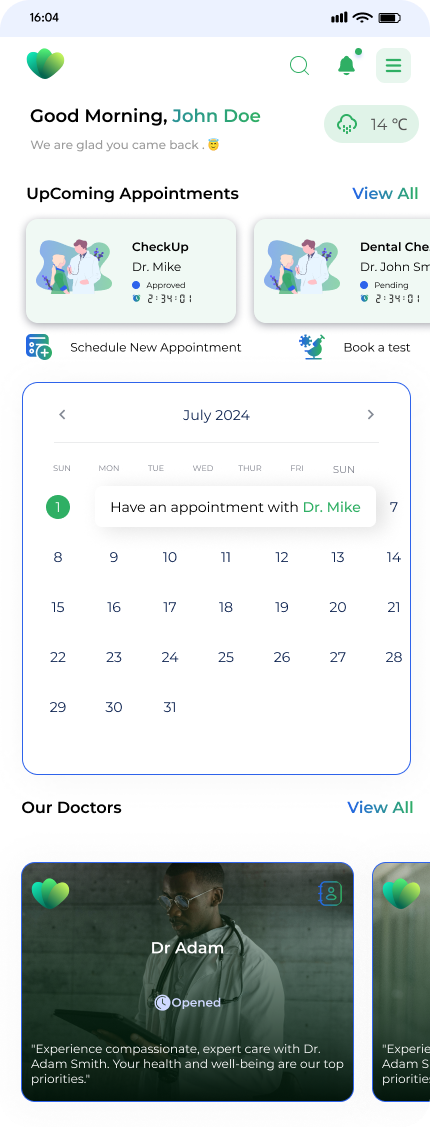 16:04
Good Morning, John Doe
We are glad you came back . 😇
14 ℃
UpComing Appointments
View All
CheckUp
Dr. Mike
Approved
2:34:01
Dental Che
Dr. John Sm
Pending
2:34:01
Schedule New Appointment
Book a test
July 2024
SUN MON TUE WED THUR FRI SUN
1 Have an appointment with Dr. Mike 7
8 9 10 11 12 13 14
15 16 17 18 19 20 21
22 23 24 25 26 27 28
29 30 31
Our Doctors
View All
Dr Adam
Opened
"Experience compassionate, expert care with Dr.
Adam Smith. Your health and well-being are our top
priorities."
"Experie
Adam S
priorities